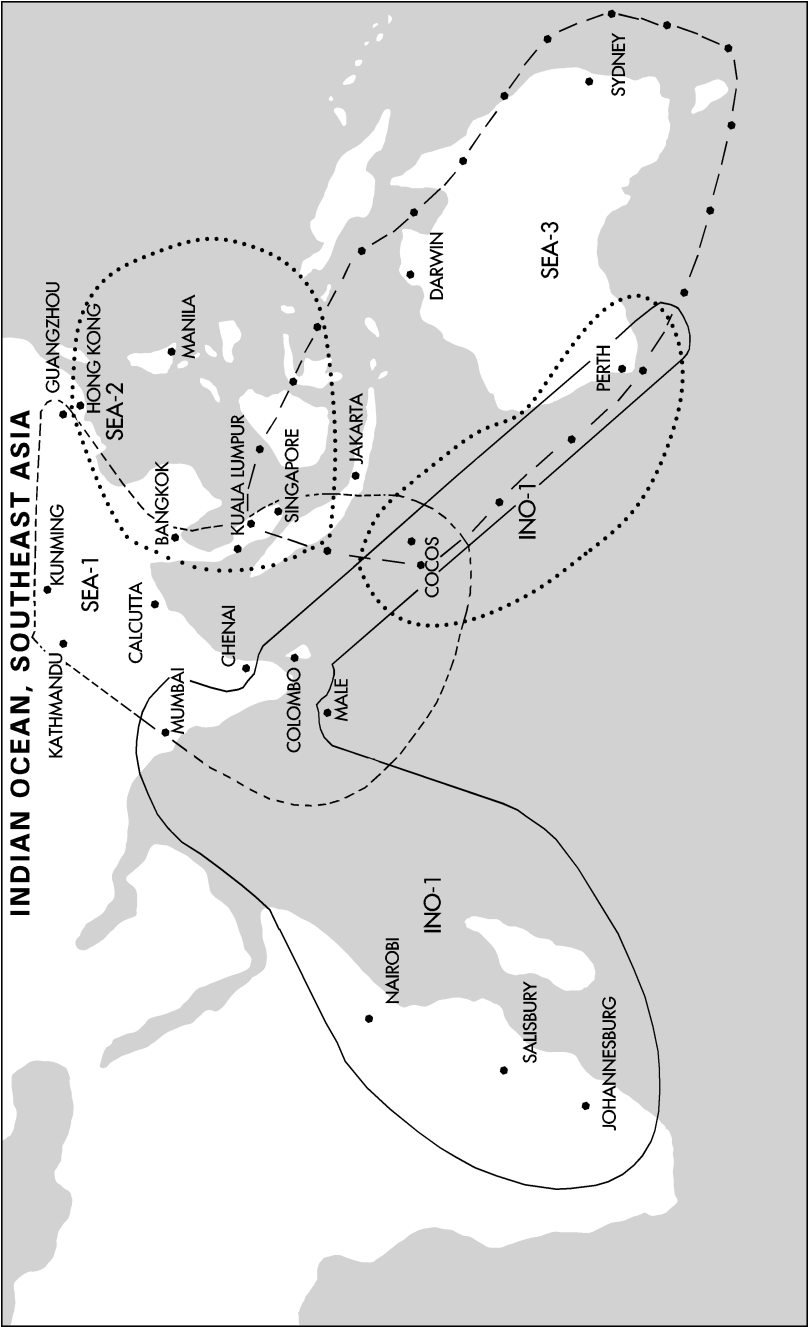 INDIAN OCEAN, SOUTHEAST ASIA
KATHMANDU
KUNMING
GUANGZHOU
HONG KONG
SEA-1
SEA-2
CALCUTTA
BANGKOK
MANILA
MUMBAI
CHENAI
KUALA LUMPUR
SINGAPORE
COLOMBO
MALE
JAKARTA
NAIROBI
INO-1
COCOS
DARWIN
SALISBURY
INO-1
SEA-3
JOHANNESBURG
PERTH
SYDNEY